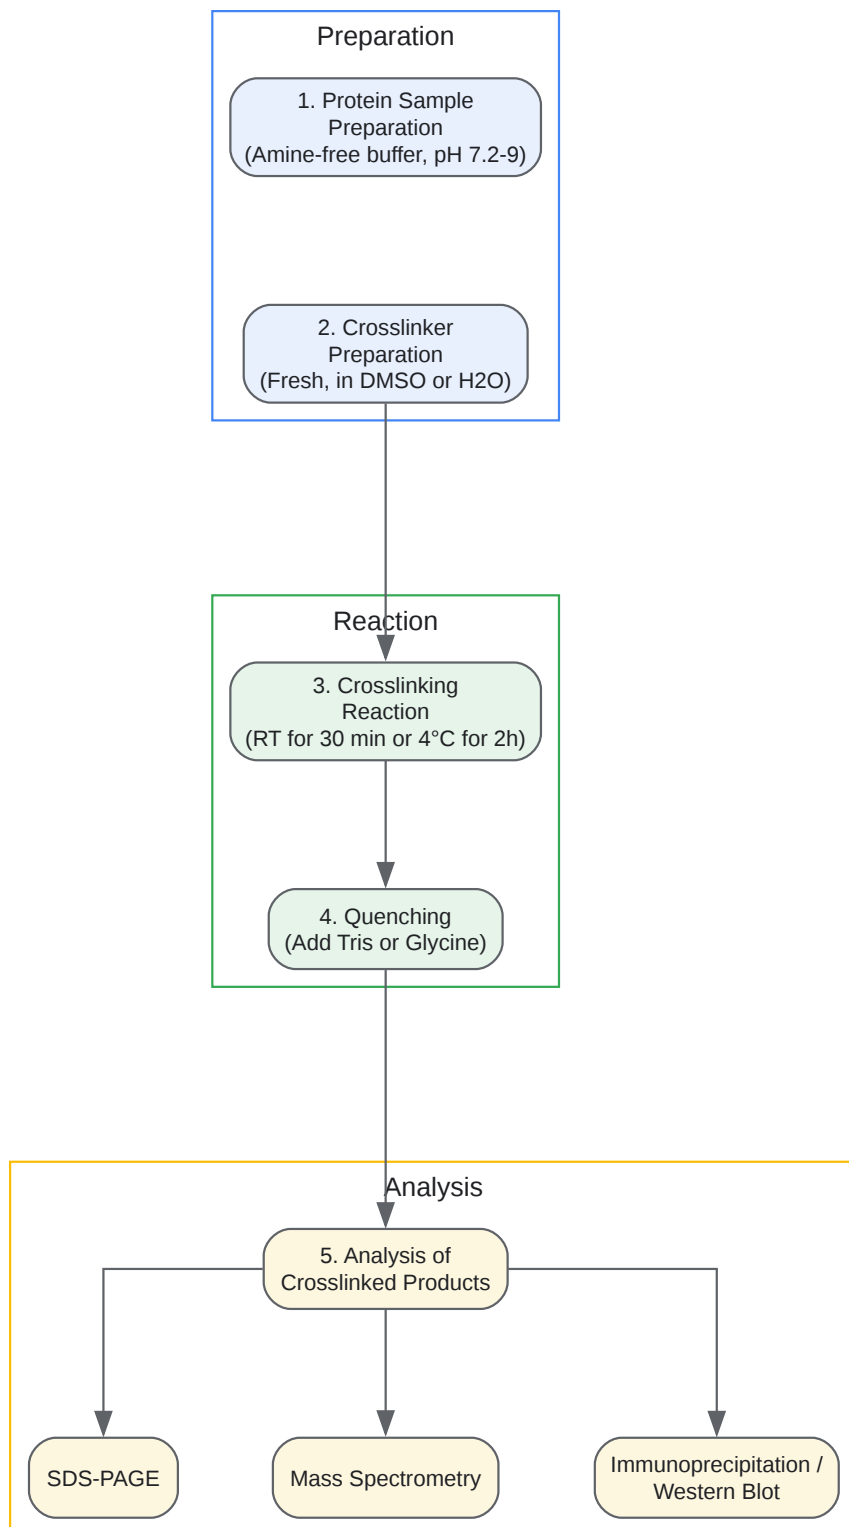 Preparation
1. Protein Sample
Preparation
(Amine-free buffer, pH 7.2-9)
2. Crosslinker
Preparation
(Fresh, in DMSO or H2O)
Reaction
3. Crosslinking
Reaction
(RT for 30 min or 4°C for 2h)
4. Quenching
(Add Tris or Glycine)
Analysis
5. Analysis of
Crosslinked Products
SDS-PAGE
Mass Spectrometry
Immunoprecipitation /
Western Blot